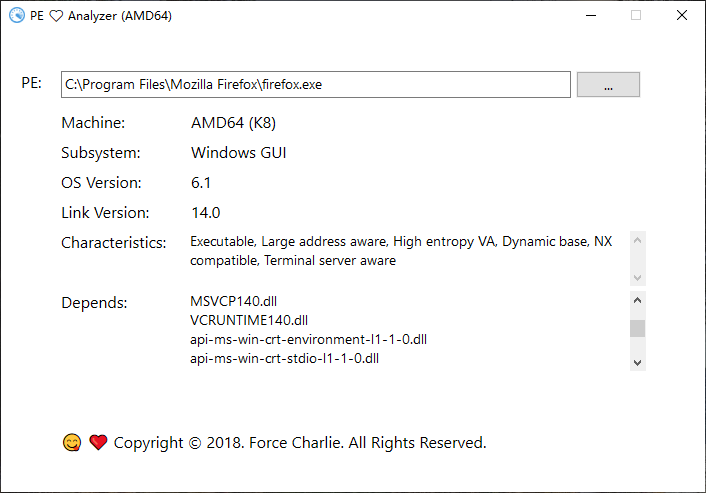 PE ♡ Analyzer (AMD64)
PE: C:\Program Files\Mozilla Firefox\firefox.exe ...
Machine: AMD64 (K8)
Subsystem: Windows GUI
OS Version: 6.1
Link Version: 14.0
Characteristics: Executable, Large address aware, High entropy VA, Dynamic base, NX
compatible, Terminal server aware
Depends: MSVCP140.dll
VCRUNTIME140.dll
api-ms-win-crt-environment-l1-1-0.dll
api-ms-win-crt-stdio-l1-1-0.dll
😋 ❤ Copyright © 2018. Force Charlie. All Rights Reserved.